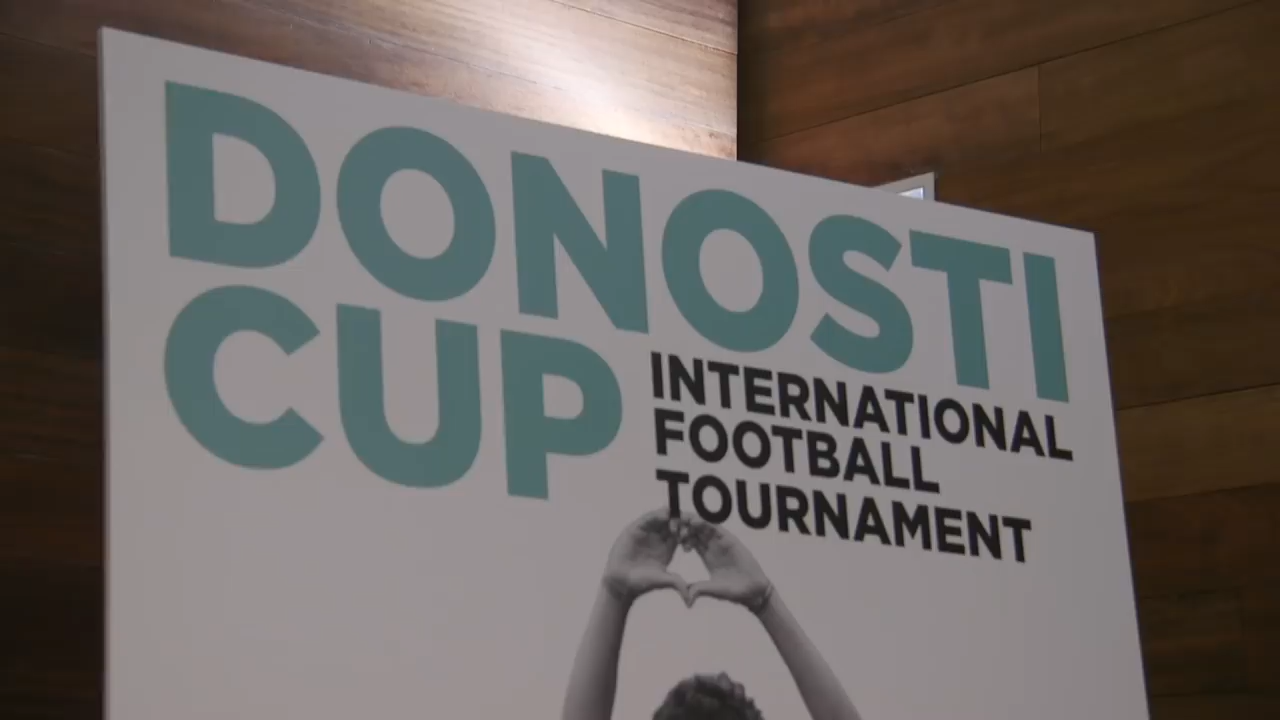 DONOSTI
CUP
INTERNATIONAL
FOOTBALL
TOURNAMENT